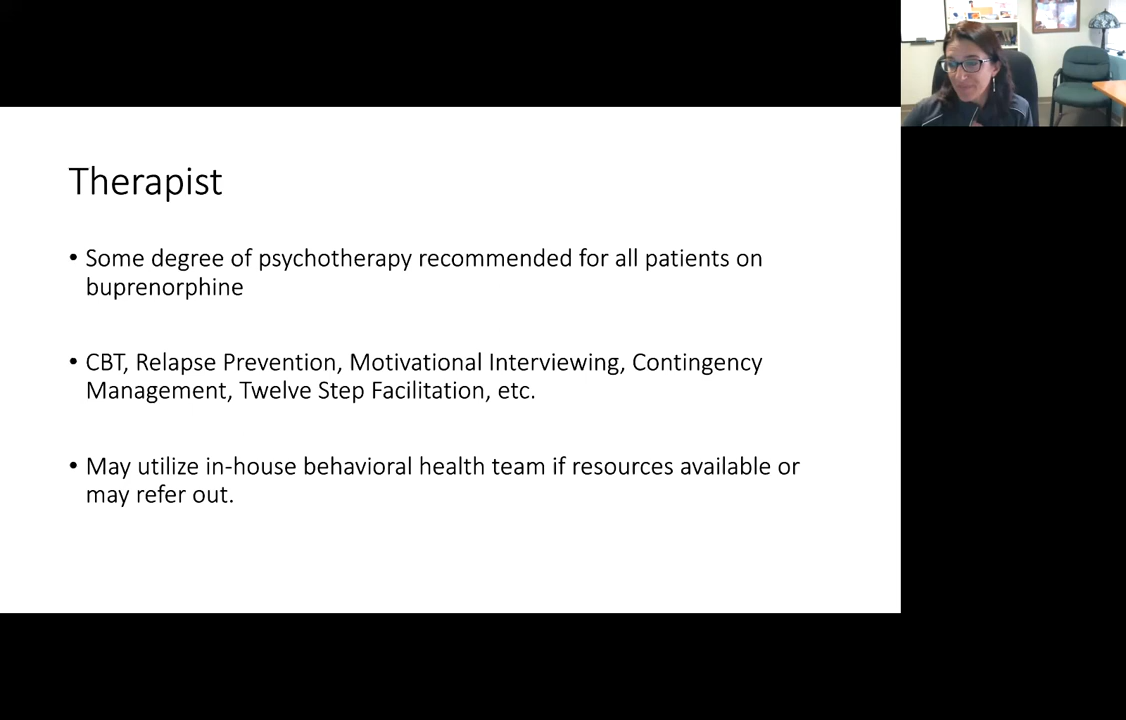 Therapist
• Some degree of psychotherapy recommended for all patients on
buprenorphine
• CBT, Relapse Prevention, Motivational Interviewing, Contingency
Management, Twelve Step Facilitation, etc.
• May utilize in-house behavioral health team if resources available or
may refer out.